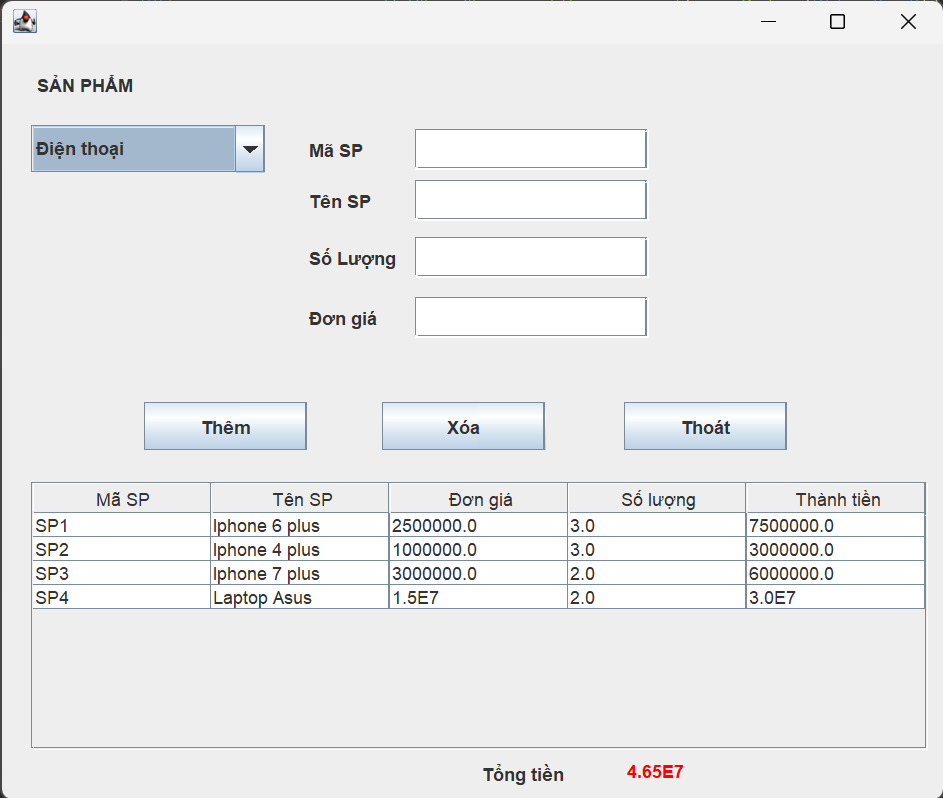 SẢN PHẨM
Điện thoại
Mã SP
Tên SP
Số Lượng
Đơn giá
Thêm Xóa Thoát
Mã SP Tên SP Đơn giá Số lượng Thành tiền
SP1 Iphone 6 plus 2500000.0 3.0 7500000.0
SP2 Iphone 4 plus 1000000.0 3.0 3000000.0
SP3 Iphone 7 plus 3000000.0 2.0 6000000.0
SP4 Laptop Asus 1.5E7 2.0 3.0E7
Tổng tiền 4.65E7